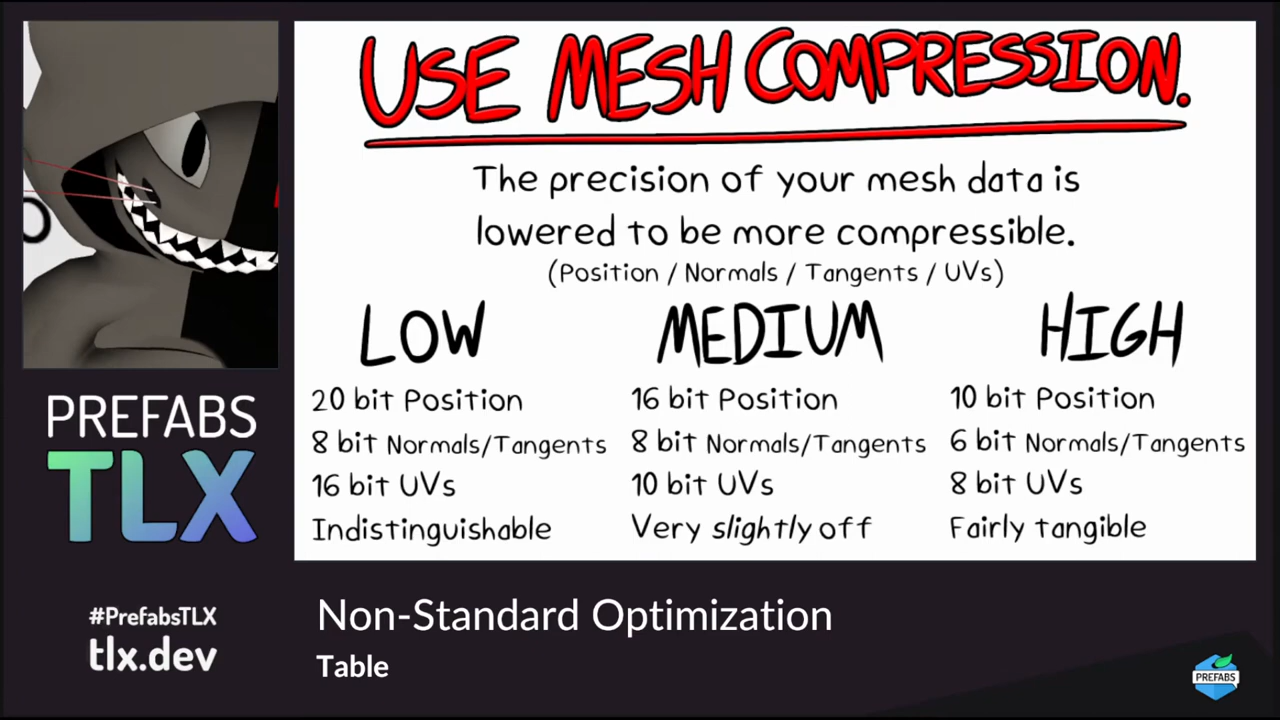 USE MESH COMPRESSION.
The precision of your mesh data is
lowered to be more compressible.
(Position / Normals / Tangents / UVs)
LOW
20 bit Position
8 bit Normals/Tangents
16 bit UVs
Indistinguishable
MEDIUM
16 bit Position
8 bit Normals/Tangents
10 bit UVs
Very slightly off
HIGH
10 bit Position
6 bit Normals/Tangents
8 bit UVs
Fairly tangible
PREFABS
TLX
#PrefabsTLX
tlx.dev
Non-Standard Optimization
Table
PREFABS